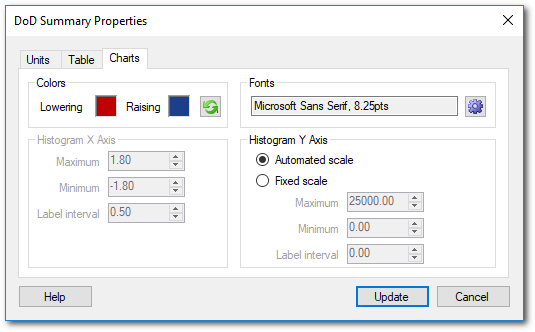 DoD Summary Properties
Units Table Charts
Colors
Lowering Raising
Fonts
Microsoft Sans Serif, 8.25pts
Histogram X Axis
Maximum 1.80
Minimum -1.80
Label interval 0.50
Histogram Y Axis
Automated scale
Fixed scale
Maximum 25000.00
Minimum 0.00
Label interval 0.00
Help Update Cancel